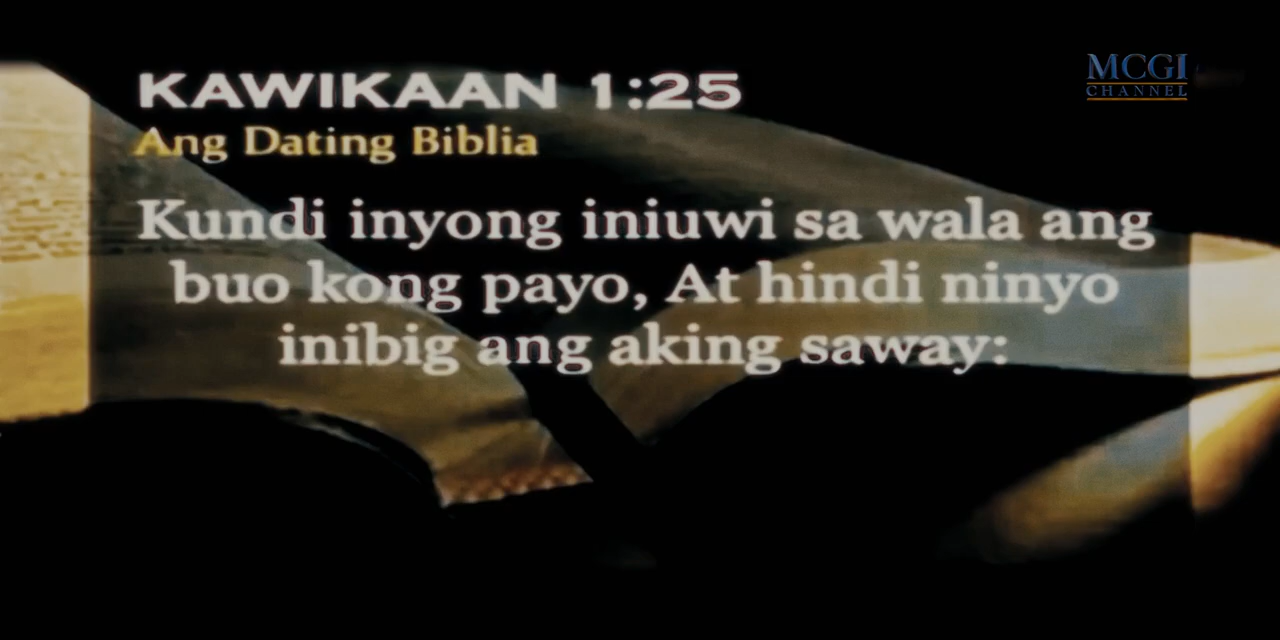 KAWIKAAN 1:25
Ang Dating Biblia
Kundi inyong iniuwi sa wala ang
buo kong payo, At hindi ninyo
inibig ang aking saway:
MCGI
CHANNEL